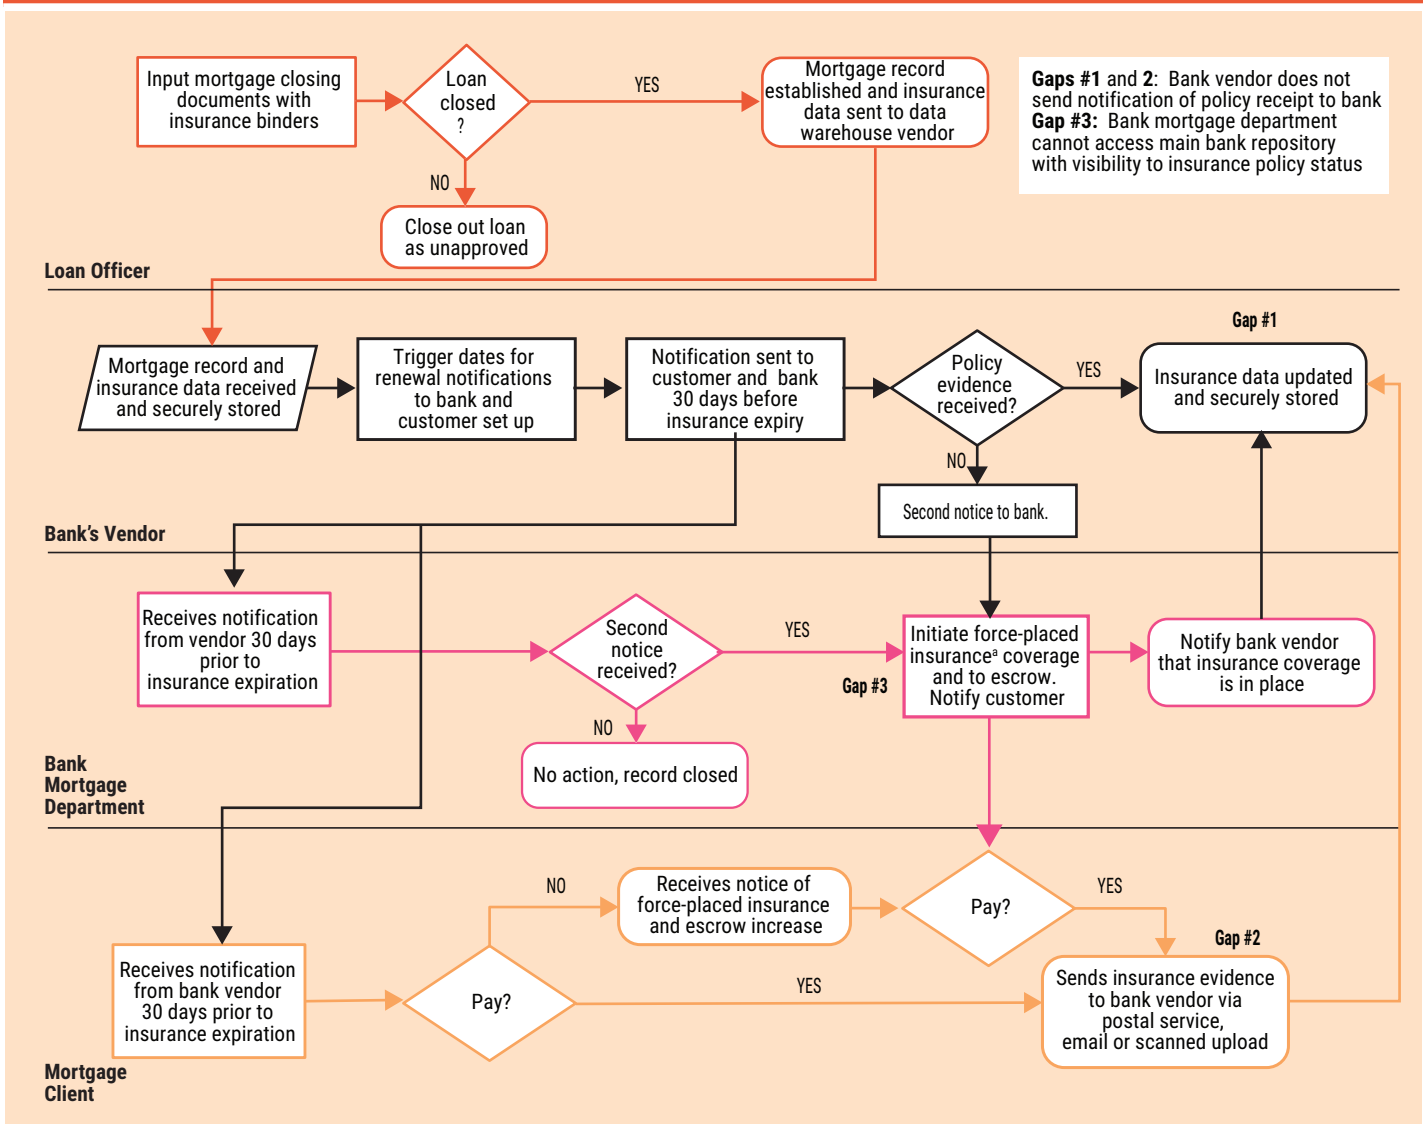 Input mortgage closing
documents with
insurance binders
Loan
closed
?
YES
NO
Mortgage record
established and insurance
data sent to data
warehouse vendor
Close out loan
as unapproved
Gaps #1 and 2: Bank vendor does not
send notification of policy receipt to bank
Gap #3: Bank mortgage department
cannot access main bank repository
with visibility to insurance policy status
Loan Officer
Mortgage record and
insurance data received
and securely stored
Trigger dates for
renewal notifications
to bank and
customer set up
Notification sent to
customer and bank
30 days before
insurance expiry
Policy
evidence
received?
YES
NO
Gap #1
Insurance data updated
and securely stored
Second notice to bank.
Bank’s Vendor
Receives notification
from vendor 30 days
prior to
insurance expiration
Second
notice
received?
YES
NO
Gap #3
Initiate force-placed
insuranceᵃ coverage
and to escrow.
Notify customer
Notify bank vendor
that insurance coverage
is in place
No action, record closed
Bank
Mortgage
Department
Receives notification
from bank vendor
30 days prior to
insurance expiration
Pay?
NO
YES
Receives notice of
force-placed insurance
and escrow increase
Pay?
YES
Gap #2
Sends insurance evidence
to bank vendor via
postal service,
email or scanned upload
Mortgage
Client